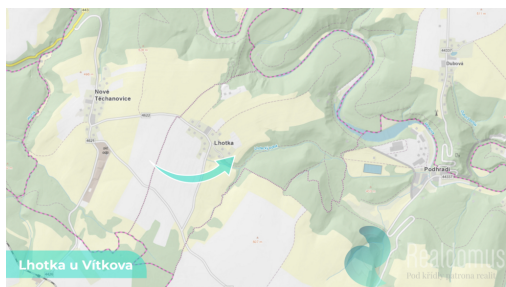 Nové
Těchanovice
Lhotka
Dubová
Podhradí
Realdomus
Pod křídly patrona realit
Lhotka u Vítkova